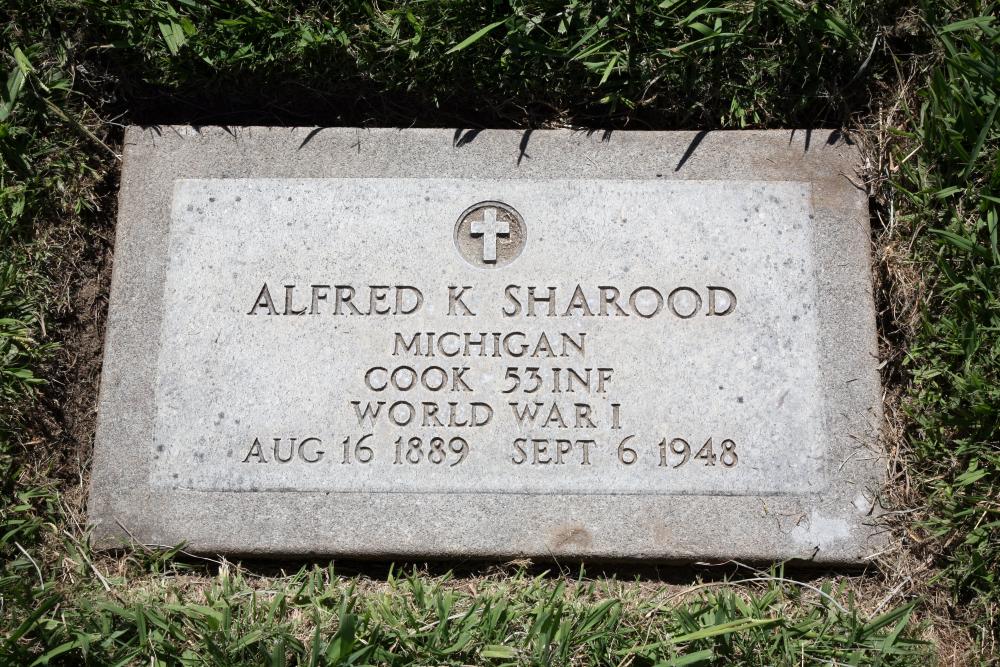 ALFRED K SHAROOD
MICHIGAN
COOK 53 INF
WORLD WAR I
AUG 16 1889 SEPT 6 1948